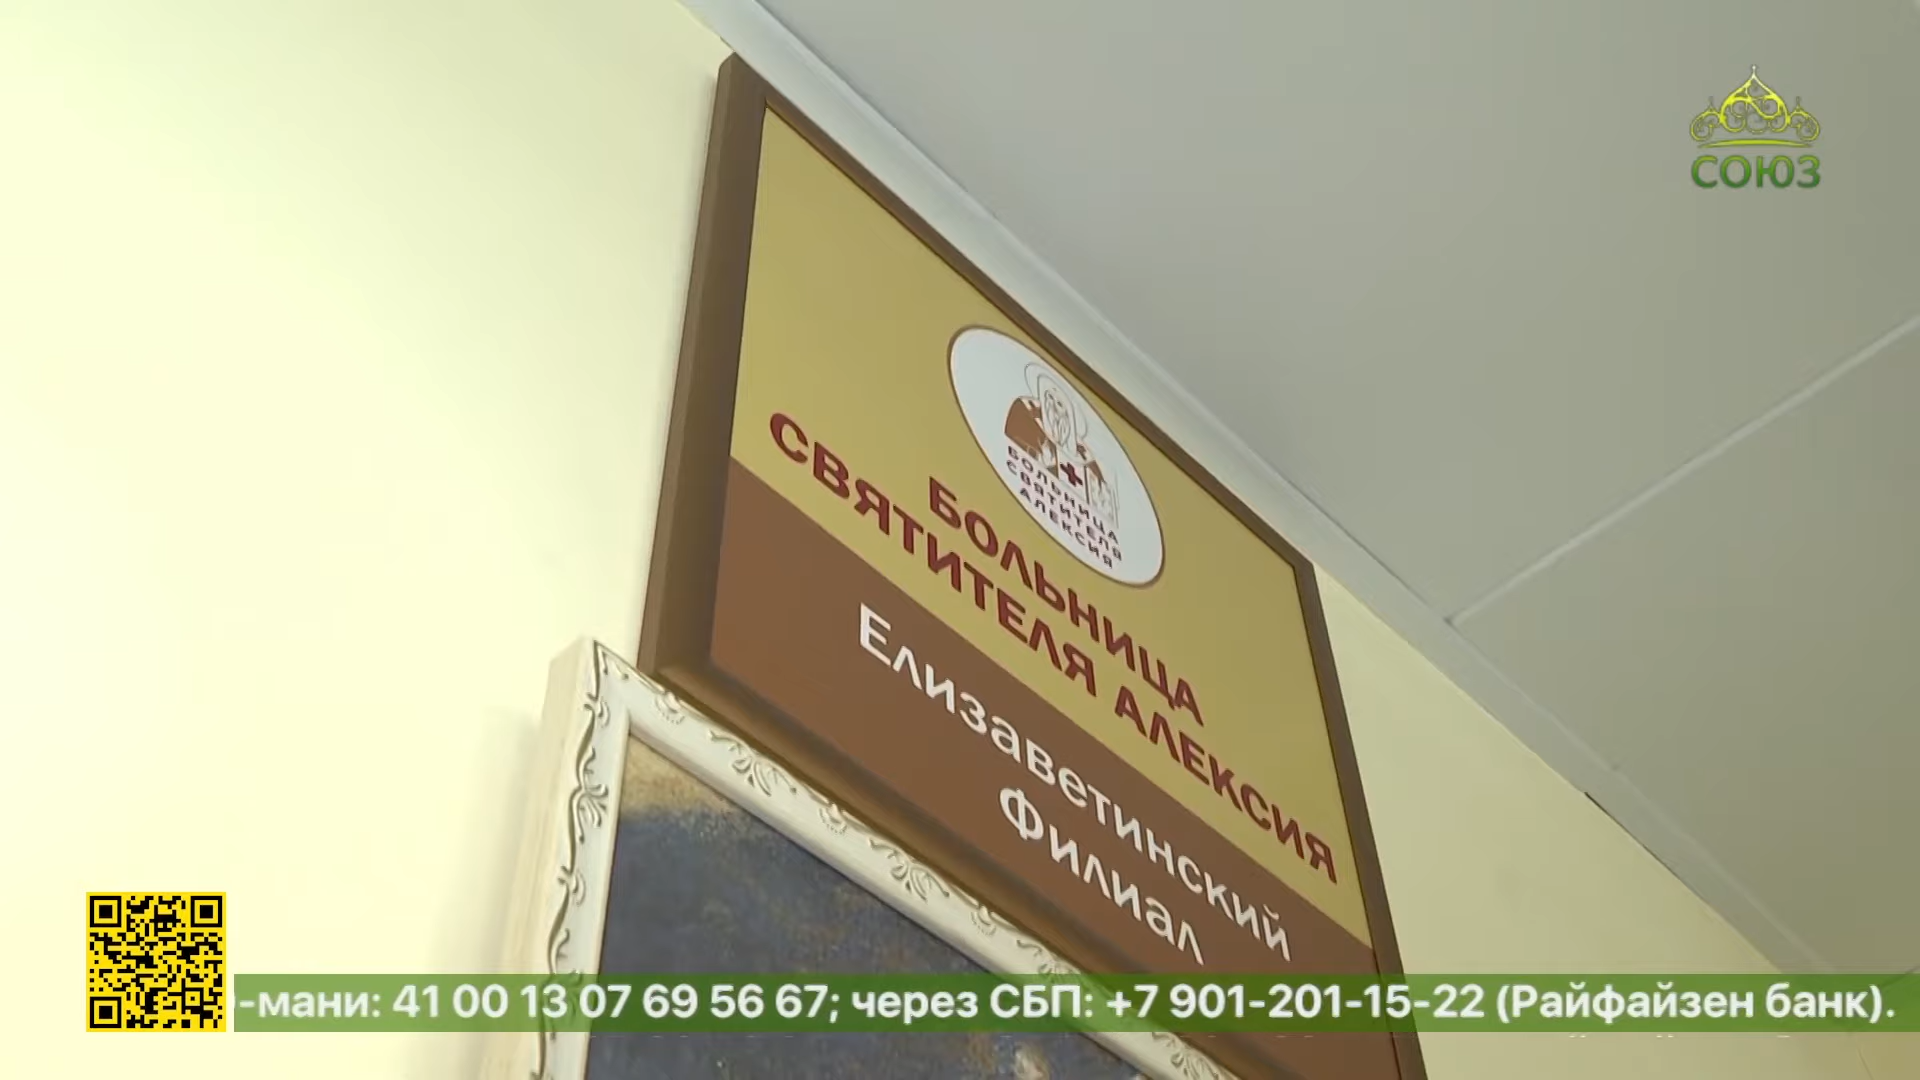 СОЮЗ
БОЛЬНИЦА
СВЯТИТЕЛЯ
АЛЕКСИЯ
БОЛЬНИЦА
СВЯТИТЕЛЯ АЛЕКСИЯ
Елизаветинский
Филиал
-мани: 41 00 13 07 69 56 67; через СБП: +7 901-201-15-22 (Райфайзен банк).